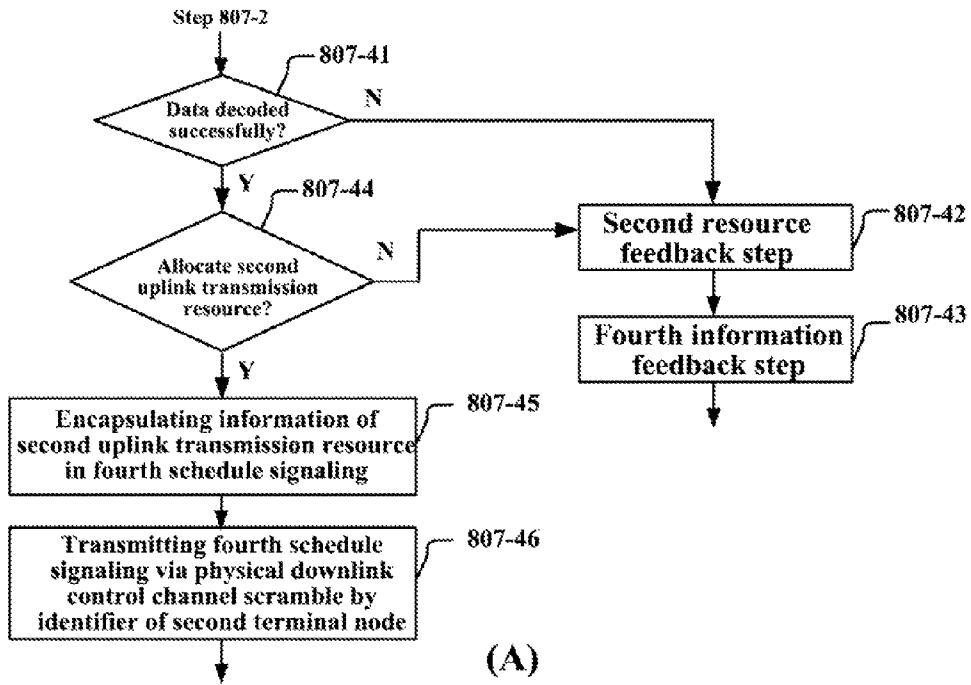 Step 807-2
807-41
Data decoded
successfully?
N
Y
807-44
Allocate second
uplink transmission
resource?
N
Second resource
feedback step
807-42
Fourth information
feedback step
807-43
Y
Encapsulating information of
second uplink transmission resource
in fourth schedule signaling
807-45
Transmitting fourth schedule
signaling via physical downlink
control channel scramble by
identifier of second terminal node
807-46
(A)